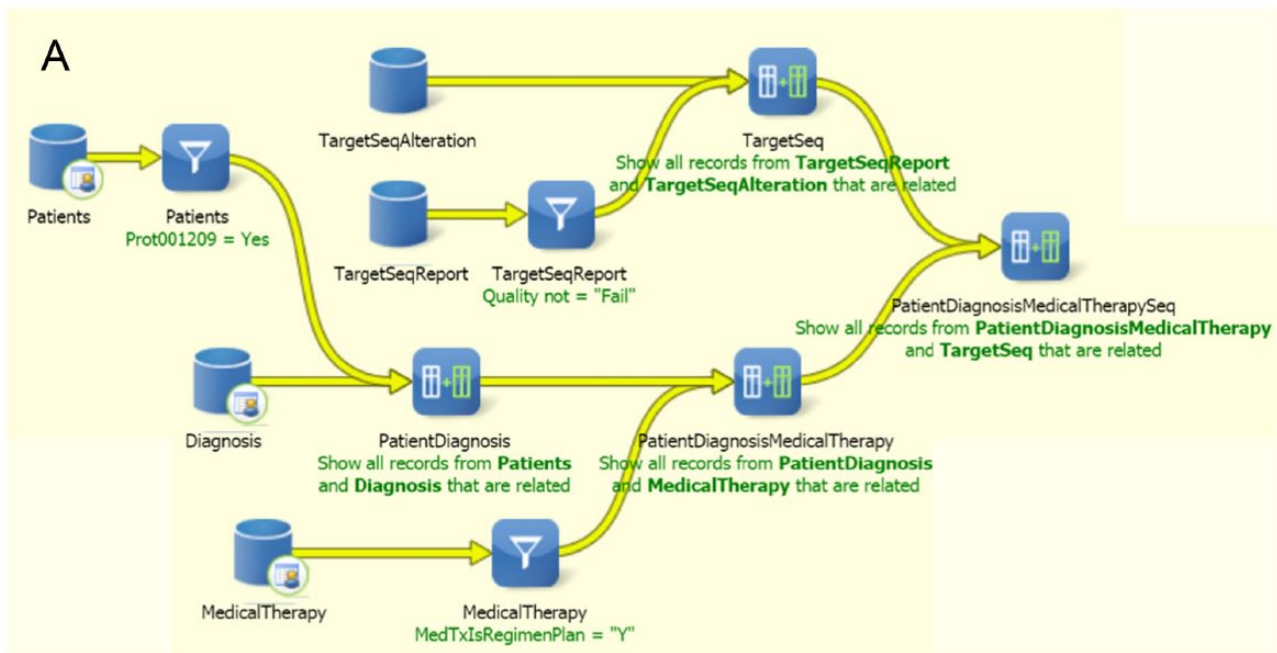 A
TargetSeqAlteration
TargetSeq
Show all records from TargetSeqReport
and TargetSeqAlteration that are related
Patients
Patients
Prot001209 = Yes
TargetSeqReport
TargetSeqReport
Quality not = "Fail"
PatientDiagnosisMedicalTherapySeq
Show all records from PatientDiagnosisMedicalTherapy
and TargetSeq that are related
Diagnosis
PatientDiagnosis
Show all records from Patients
and Diagnosis that are related
PatientDiagnosisMedicalTherapy
Show all records from PatientDiagnosis
and MedicalTherapy that are related
MedicalTherapy
MedicalTherapy
MedTxIsRegimenPlan = "Y"